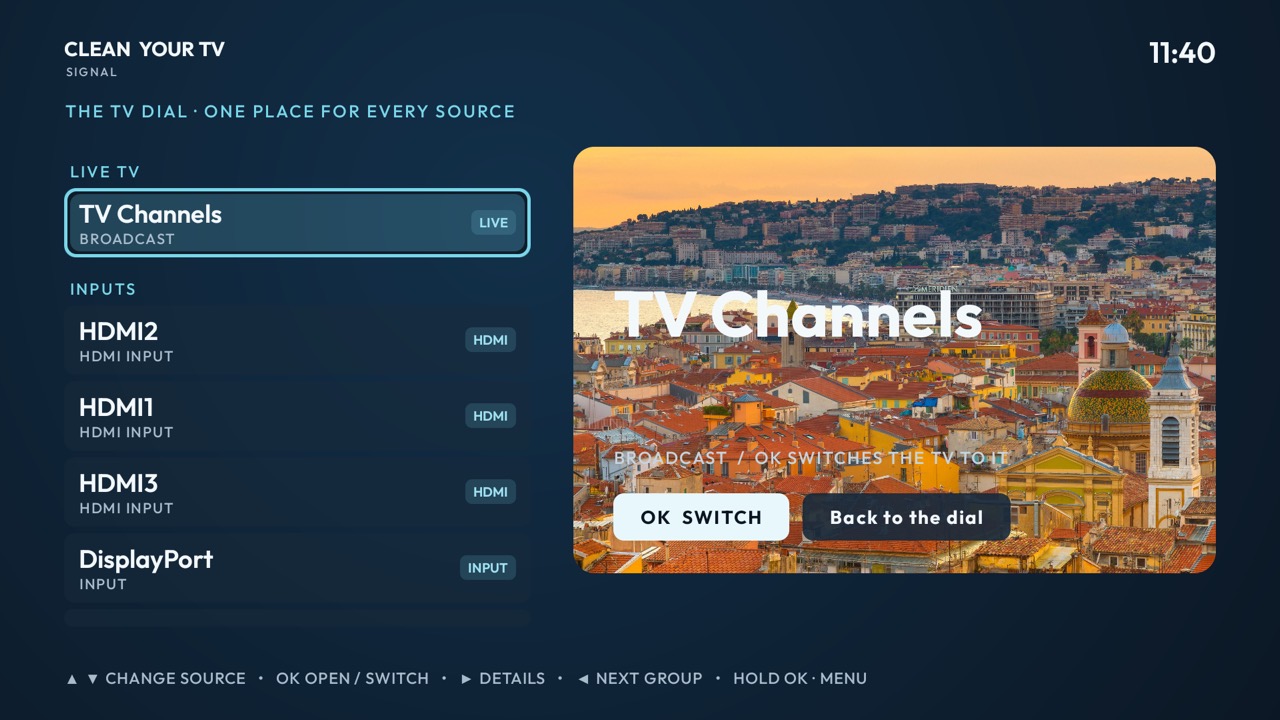 CLEAN YOUR TV
SIGNAL
11:40
THE TV DIAL · ONE PLACE FOR EVERY SOURCE
LIVE TV
TV Channels
BROADCAST
LIVE
INPUTS
HDMI2
HDMI INPUT
HDMI
HDMI1
HDMI INPUT
HDMI
HDMI3
HDMI INPUT
HDMI
DisplayPort
INPUT
INPUT
TV Channels
BROADCAST / OK SWITCHES THE TV TO IT
OK SWITCH
Back to the dial
▲ ▼ CHANGE SOURCE • OK OPEN / SWITCH • ► DETAILS • ◄ NEXT GROUP • HOLD OK · MENU